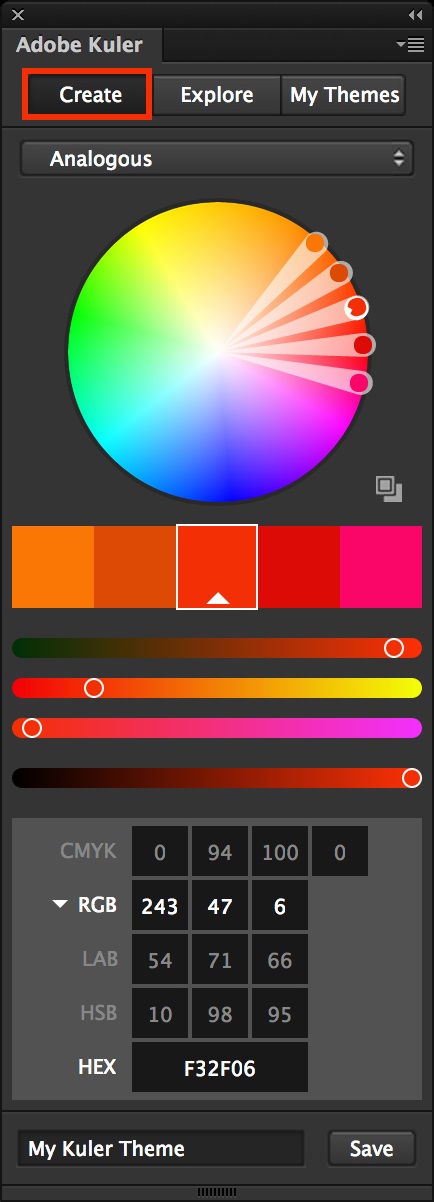 Adobe Kuler
Create Explore My Themes
Analogous
CMYK 0 94 100 0
RGB 243 47 6
LAB 54 71 66
HSB 10 98 95
HEX F32F06
My Kuler Theme Save